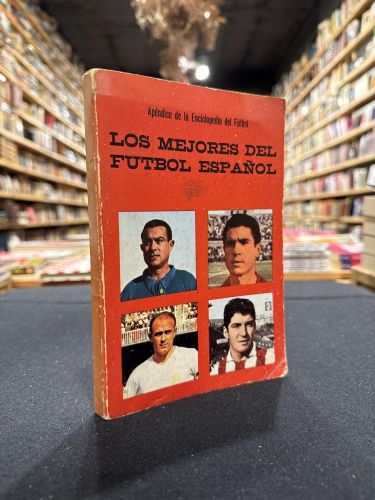 Apéndice de la Enciclopedia del Fútbol
LOS MEJORES DEL
FUTBOL ESPAÑOL